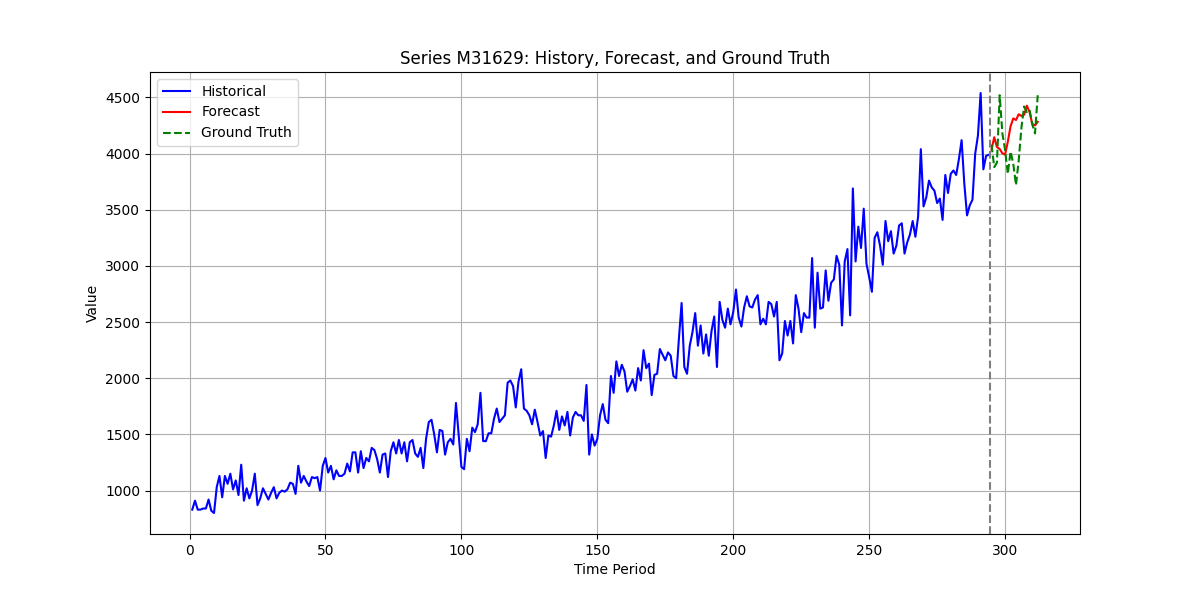 Series M31629: History, Forecast, and Ground Truth
Historical
Forecast
Ground Truth
4500
4000
3500
3000
2500
2000
1500
1000
Value
0 50 100 150 200 250 300
Time Period